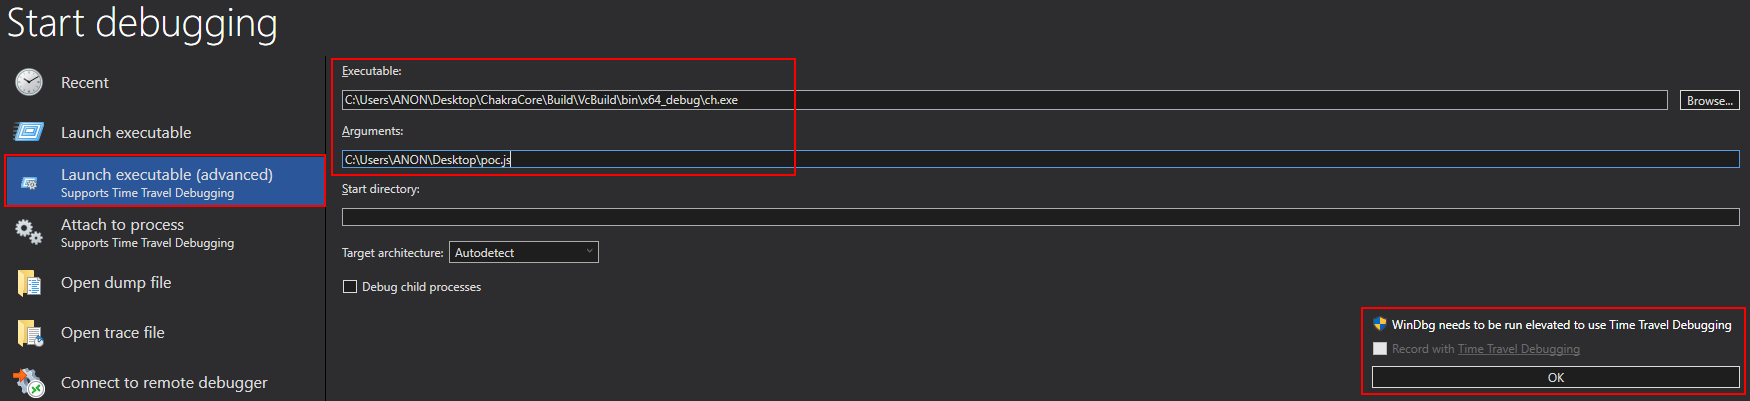 Start debugging
Recent
Launch executable
Launch executable (advanced)
Supports Time Travel Debugging
Attach to process
Supports Time Travel Debugging
Open dump file
Open trace file
Connect to remote debugger
Executable:
C:\Users\ANON\Desktop\ChakraCore\Build\VcBuild\bin\x64_debug\ch.exe
Browse...
Arguments:
C:\Users\ANON\Desktop\poc.js
Start directory:
Target architecture: Autodetect
Debug child processes
WinDbg needs to be run elevated to use Time Travel Debugging
Record with Time Travel Debugging
OK